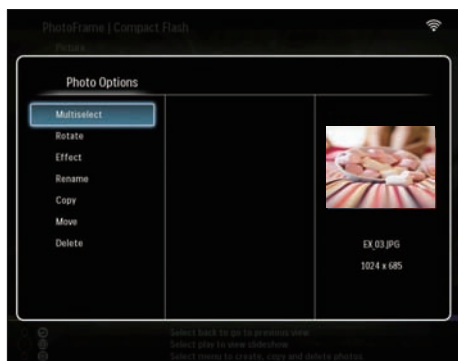 PhotoFrame | Compact Flash
Picture
Photo Options
Multiselect
Rotate
Effect
Rename
Copy
Move
Delete
EX_03.JPG
1024 x 685
Select back to go to previous view
Select play to view slideshow
Select menu to create, copy and delete photos